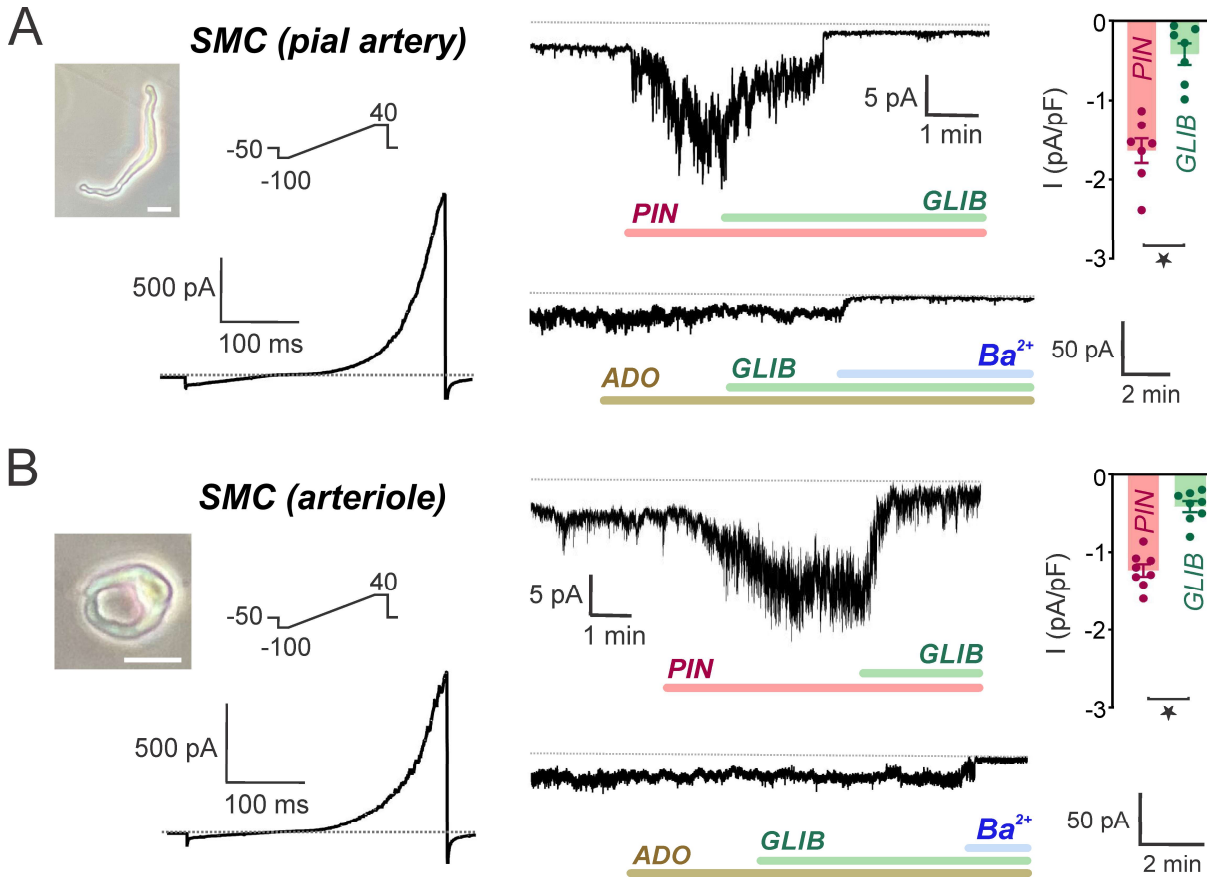 A
SMC (pial artery)
-50
40
-100
500 pA
100 ms
5 pA
1 min
PIN
GLIB
ADO
GLIB
Ba²⁺
50 pA
2 min
I (pA/pF)
0
-1
-2
-3
PIN
GLIB
B
SMC (arteriole)
-50
40
-100
500 pA
100 ms
5 pA
1 min
PIN
GLIB
ADO
GLIB
Ba²⁺
50 pA
2 min
I (pA/pF)
0
-1
-2
-3
PIN
GLIB